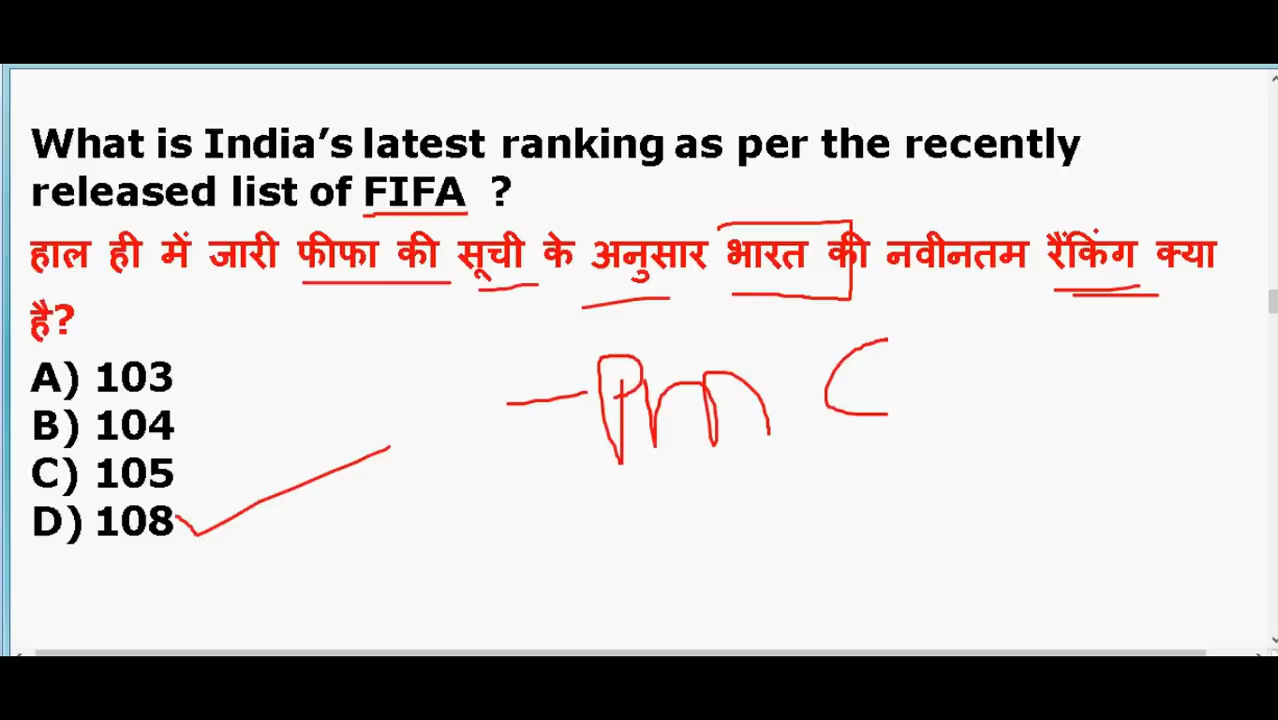 What is India’s latest ranking as per the recently
released list of FIFA ?
हाल ही में जारी फीफा की सूची के अनुसार भारत की नवीनतम रैंकिंग क्या
है?
A) 103
B) 104
C) 105
D) 108